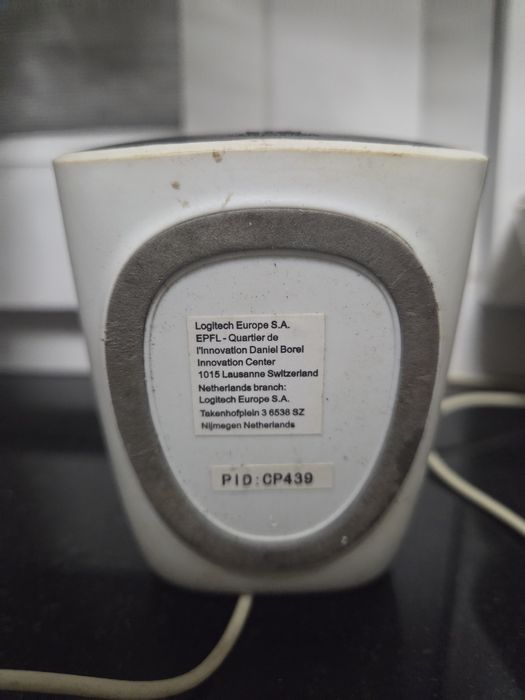 Logitech Europe S.A.
EPFL - Quartier de
l'Innovation Daniel Borel
Innovation Center
1015 Lausanne Switzerland
Netherlands branch:
Logitech Europe S.A.
Takenhofplein 3 6538 SZ
Nijmegen Netherlands
PID:CP439